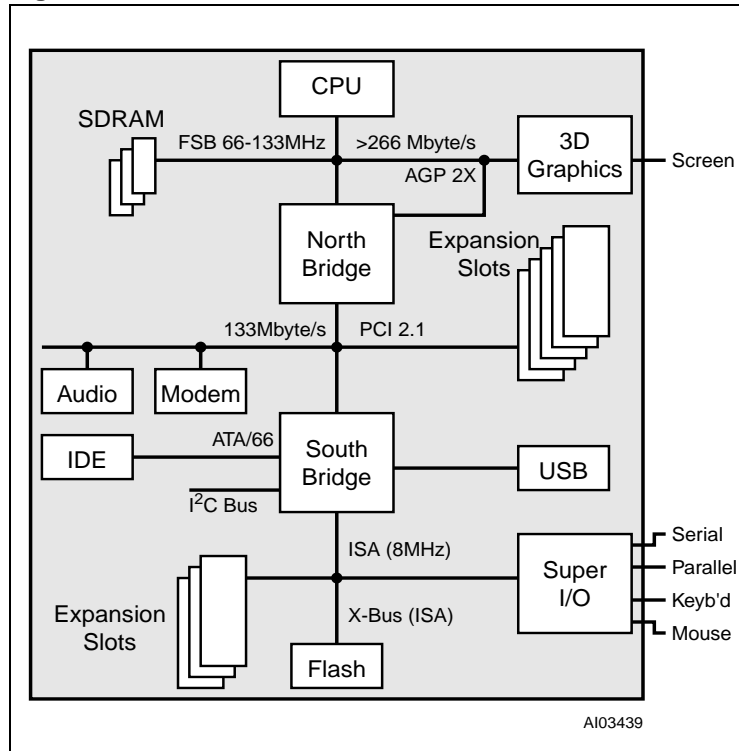 CPU
SDRAM
FSB 66-133MHz
>266 Mbyte/s
AGP 2X
3D
Graphics
Screen
North
Bridge
Expansion
Slots
133Mbyte/s
PCI 2.1
Audio
Modem
IDE
ATA/66
South
Bridge
USB
I²C Bus
ISA (8MHz)
Super
I/O
Serial
Parallel
Keyb'd
Mouse
Expansion
Slots
X-Bus (ISA)
Flash
AI03439